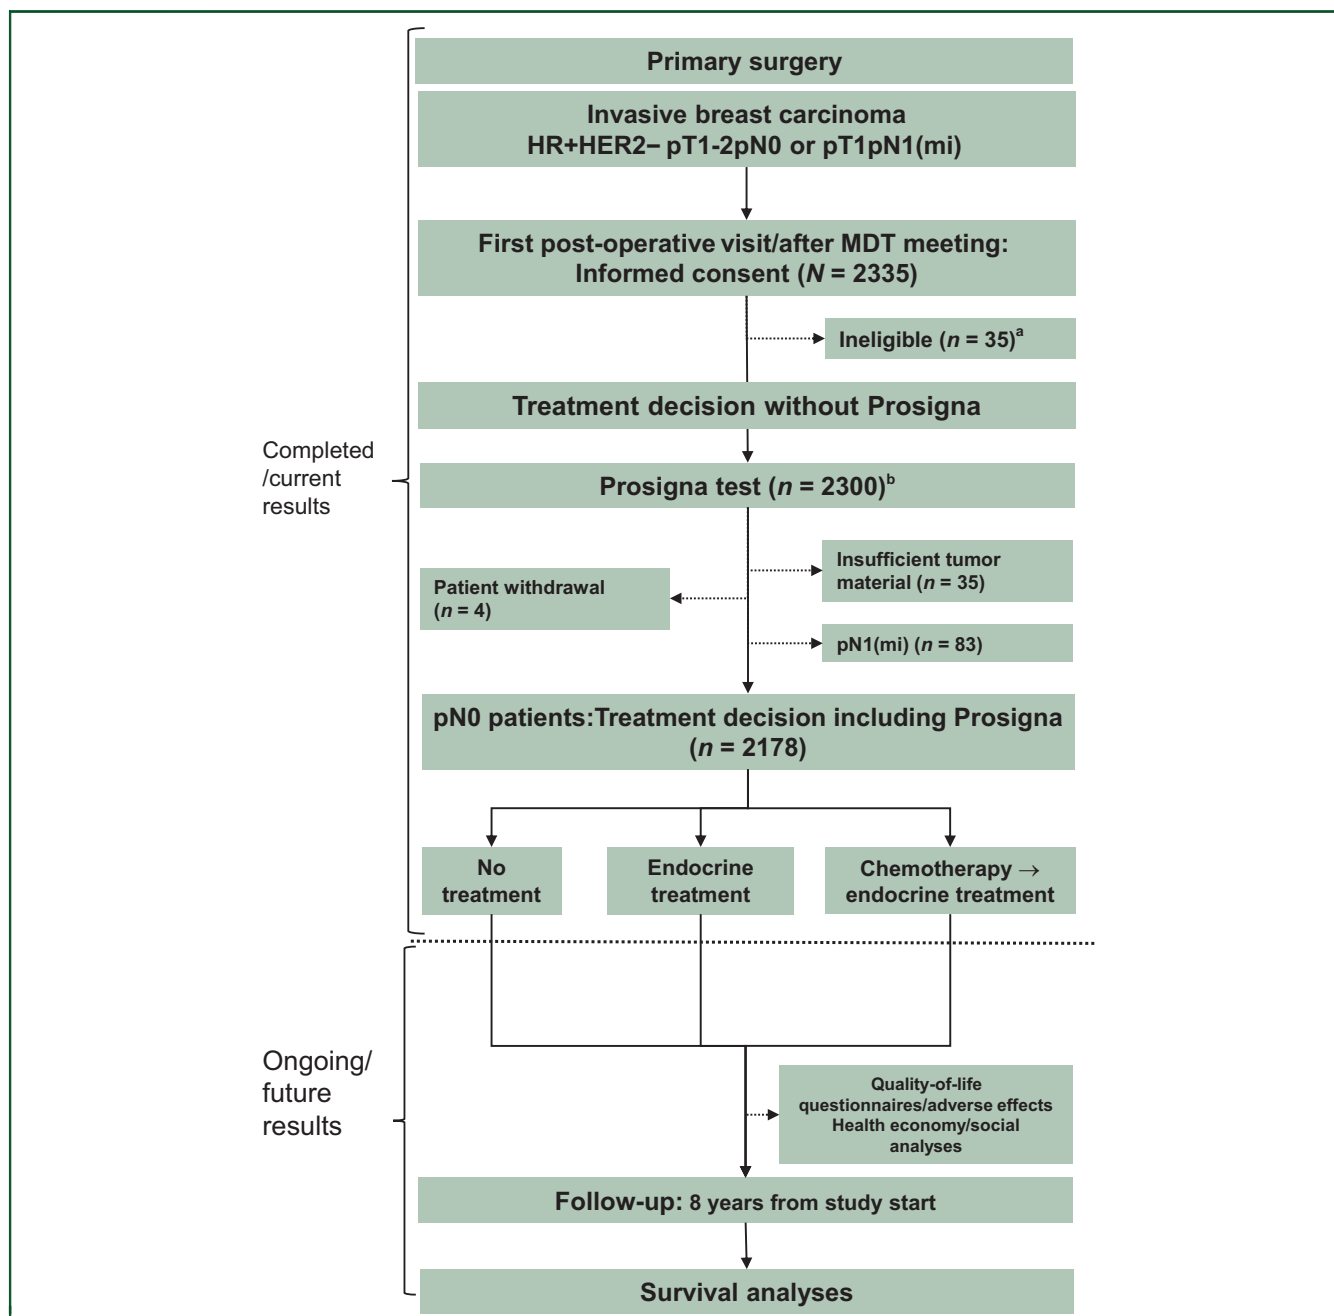 Primary surgery
Invasive breast carcinoma
HR+HER2− pT1-2pN0 or pT1pN1(mi)
First post-operative visit/after MDT meeting:
Informed consent (N = 2335)
Ineligible (n = 35)a
Treatment decision without Prosigna
Completed
/current
results
Prosigna test (n = 2300)b
Insufficient tumor
material (n = 35)
Patient withdrawal
(n = 4)
pN1(mi) (n = 83)
pN0 patients:Treatment decision including Prosigna
(n = 2178)
No
treatment
Endocrine
treatment
Chemotherapy →
endocrine treatment
Ongoing/
future
results
Quality-of-life
questionnaires/adverse effects
Health economy/social
analyses
Follow-up: 8 years from study start
Survival analyses